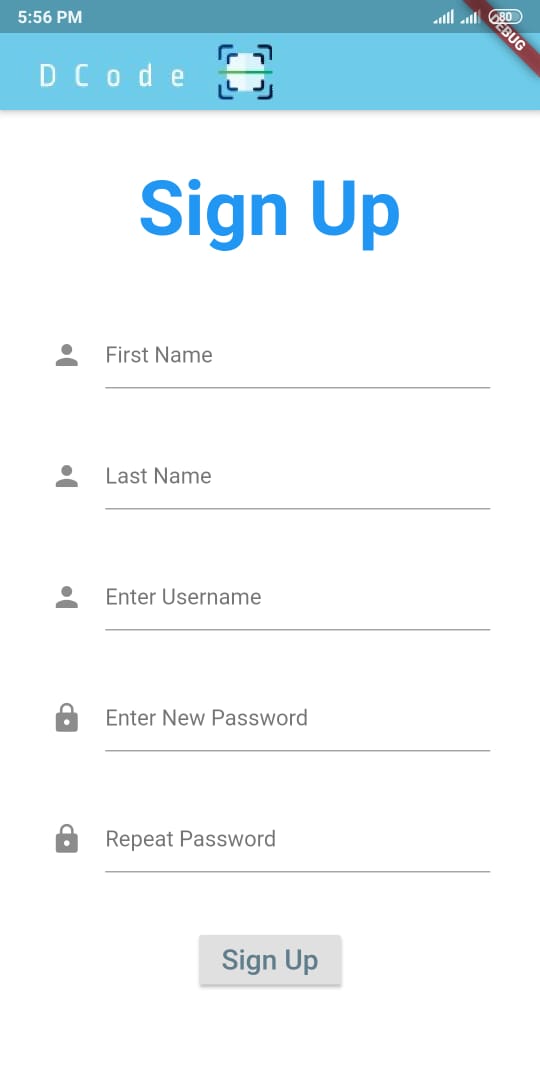 5:56 PM
80
DEBUG
DCode
Sign Up
First Name
Last Name
Enter Username
Enter New Password
Repeat Password
Sign Up